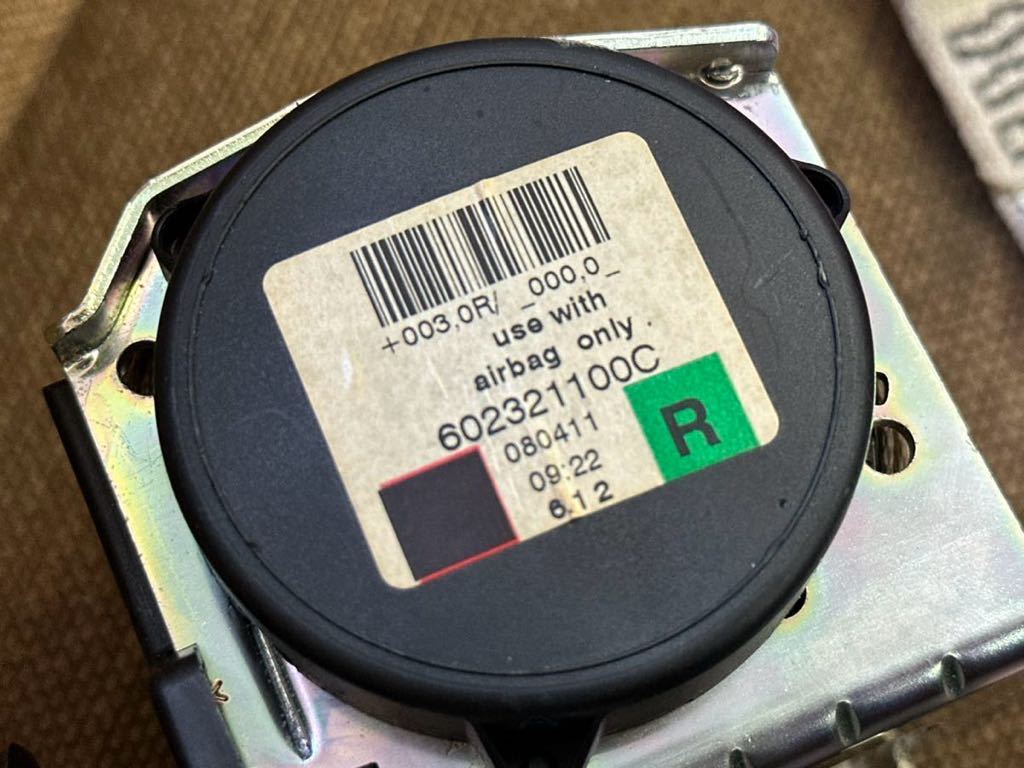 +003,0R/ _000,0_
use with
airbag only.
602321100C
080411
09:22
6.12
R